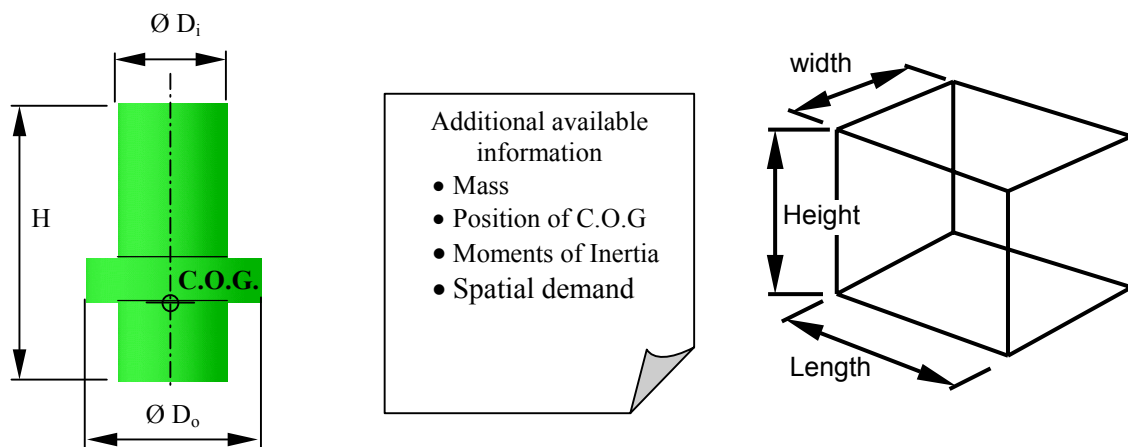 Ø Di
H
C.O.G.
Ø Do
Additional available
information
• Mass
• Position of C.O.G
• Moments of Inertia
• Spatial demand
width
Height
Length